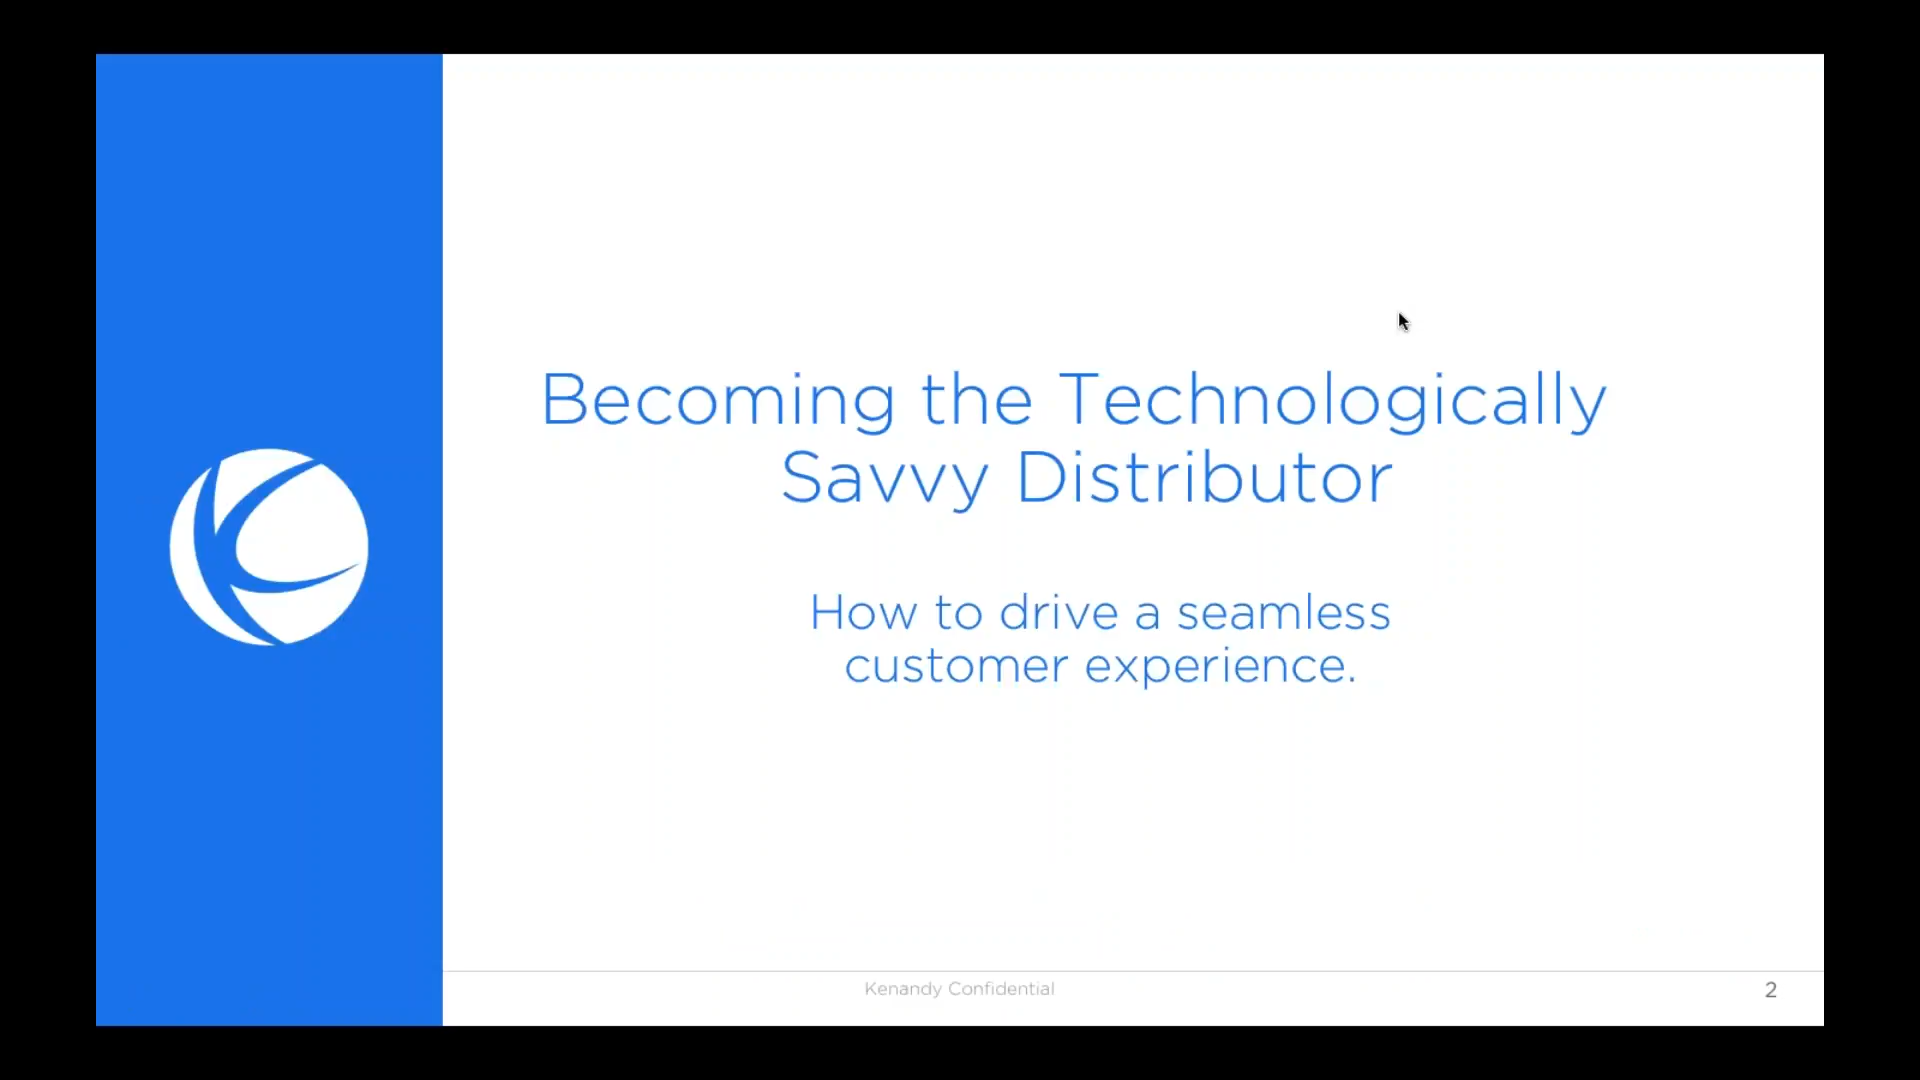 Becoming the Technologically
Savvy Distributor
How to drive a seamless
customer experience.
Kenandy Confidential
2